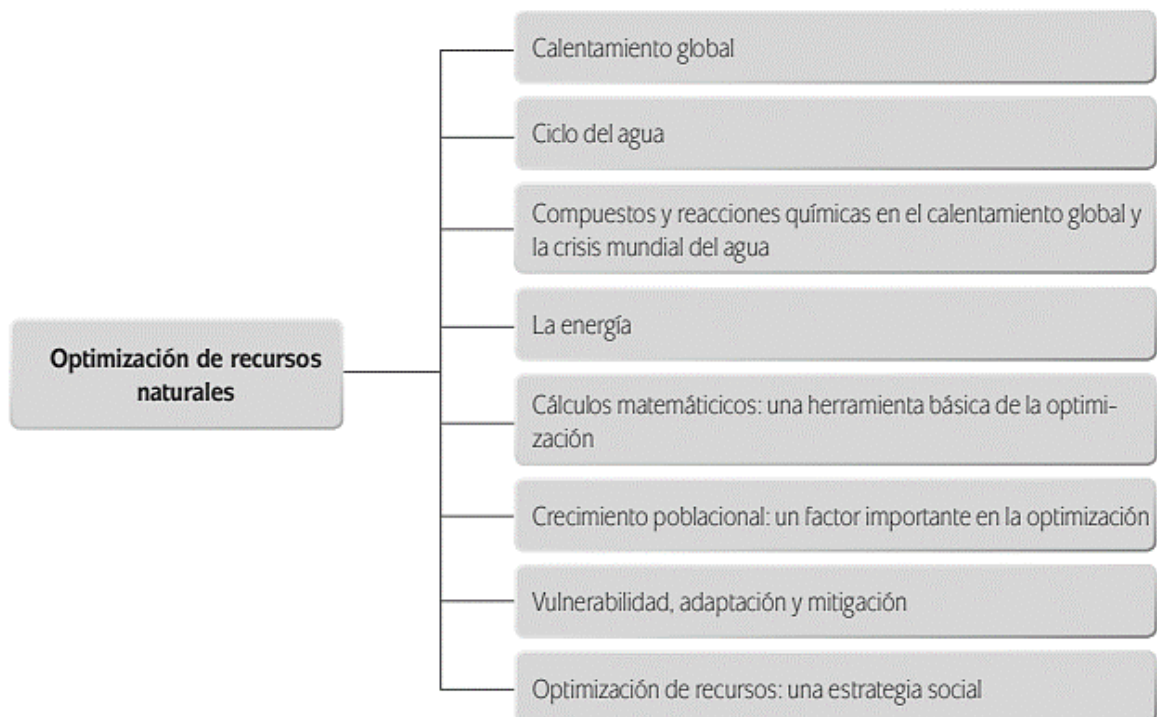 Calentamiento global
Ciclo del agua
Compuestos y reacciones químicas en el calentamiento global y
la crisis mundial del agua
La energía
Optimización de recursos
naturales
Cálculos matemáticicos: una herramienta básica de la optimi-
zación
Crecimiento poblacional: un factor importante en la optimización
Vulnerabilidad, adaptación y mitigación
Optimización de recursos: una estrategia social